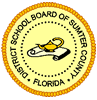 DISTRICT SCHOOL BOARD OF SUMTER COUNTY
FLORIDA